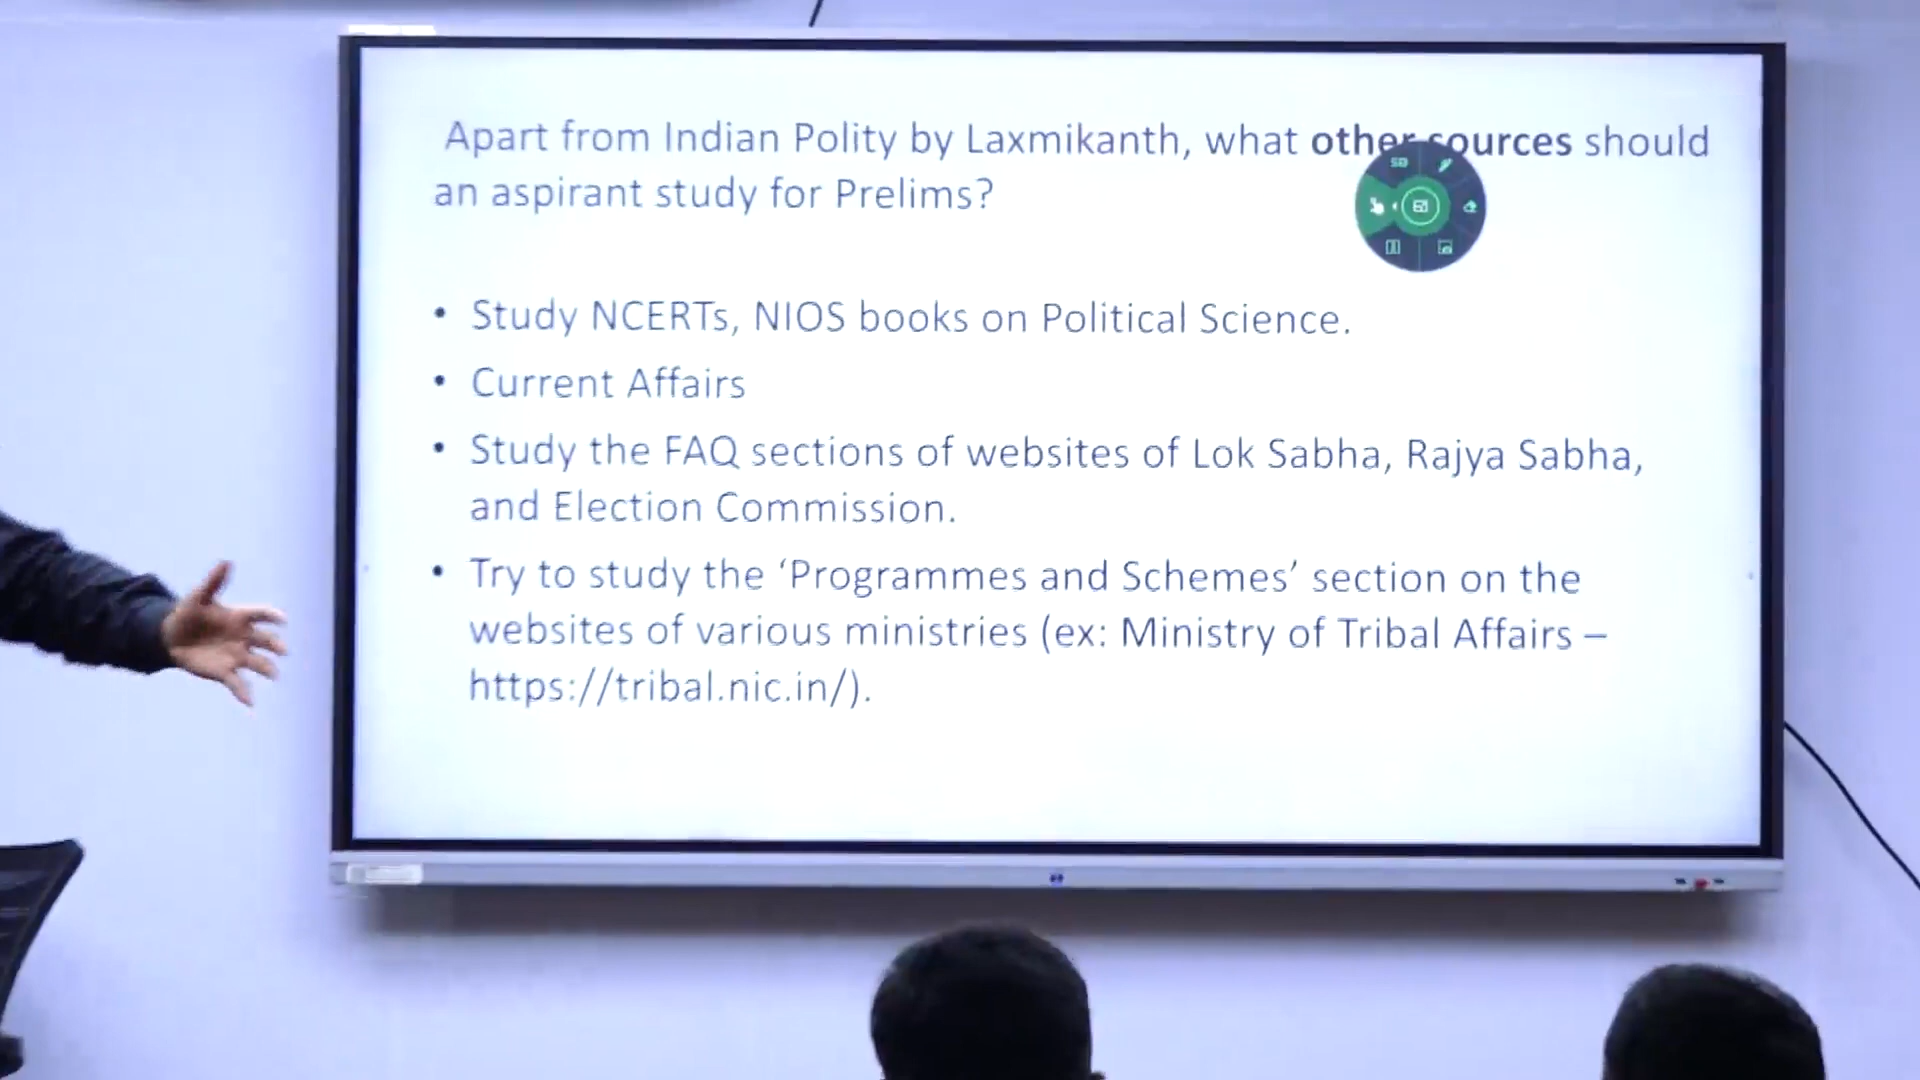 Apart from Indian Polity by Laxmikanth, what other sources should
an aspirant study for Prelims?
• Study NCERTs, NIOS books on Political Science.
• Current Affairs
• Study the FAQ sections of websites of Lok Sabha, Rajya Sabha,
and Election Commission.
• Try to study the ‘Programmes and Schemes’ section on the
websites of various ministries (ex: Ministry of Tribal Affairs –
https://tribal.nic.in/).